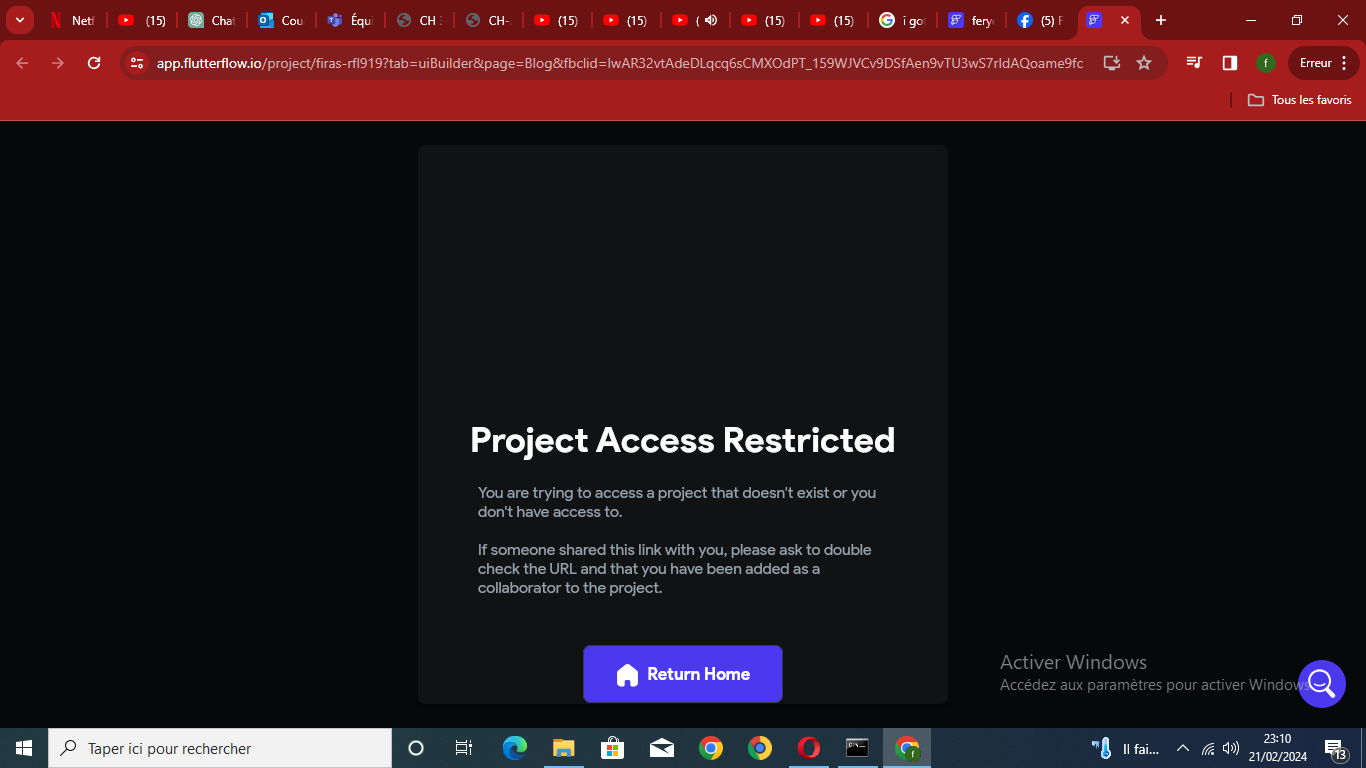 Netf
(15)
Chat
Cou
Équi
CH
CH-
(15)
(15)
(
(15)
(15)
i got
fery
(5) F
app.flutterflow.io/project/firas-rfl919?tab=uiBuilder&page=Blog&fbclid=IwAR32vtAdeDLqcq6sCMXOdPT_159WJVCv9DSfAen9vTU3wS7rIdAQoame9fc
f
Erreur
Tous les favoris
Project Access Restricted
You are trying to access a project that doesn't exist or you
don't have access to.
If someone shared this link with you, please ask to double
check the URL and that you have been added as a
collaborator to the project.
Return Home
Activer Windows
Accédez aux paramètres pour activer Windows.
Taper ici pour rechercher
f
Il fai...
23:10
21/02/2024
13